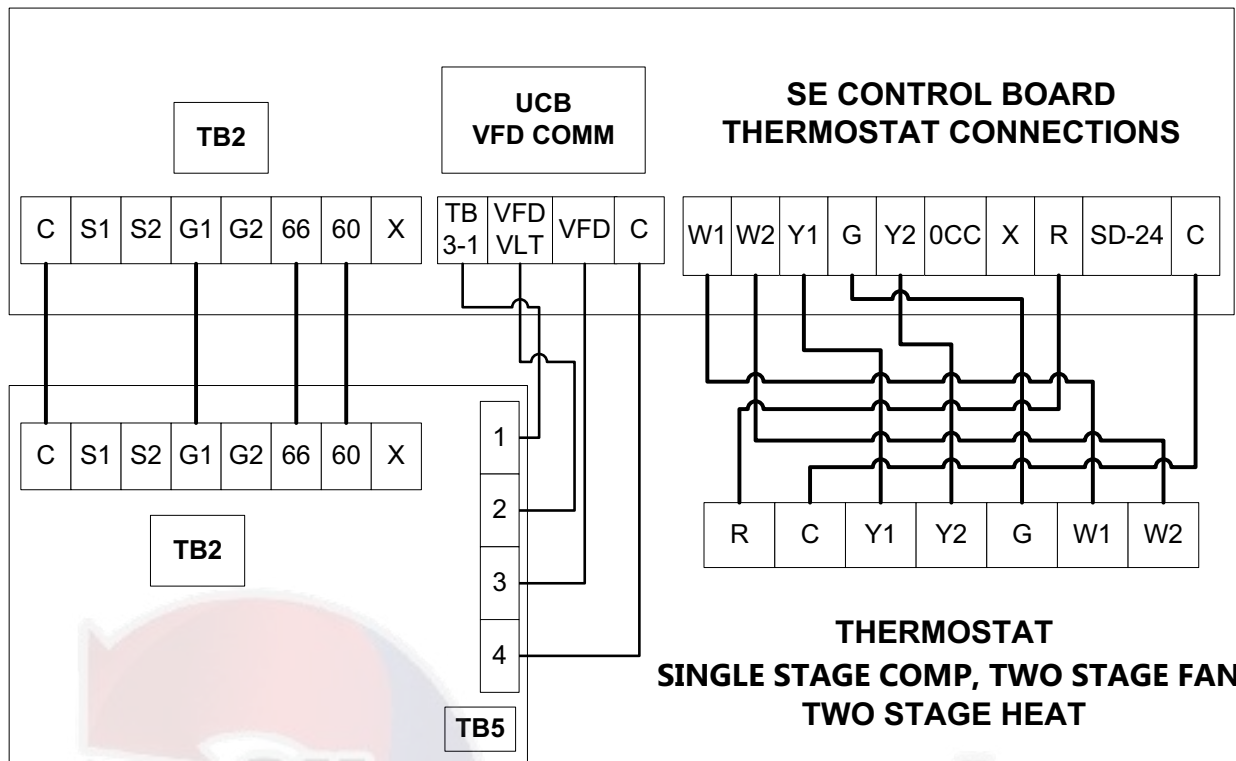 UCB
VFD COMM
SE CONTROL BOARD
THERMOSTAT CONNECTIONS
TB2
C S1 S2 G1 G2 66 60 X
TB
3-1
VFD
VLT
VFD
C
W1 W2 Y1 G Y2 0CC X R SD-24 C
C S1 S2 G1 G2 66 60 X
TB2
1
2
3
4
TB5
R C Y1 Y2 G W1 W2
THERMOSTAT
SINGLE STAGE COMP, TWO STAGE FAN
TWO STAGE HEAT